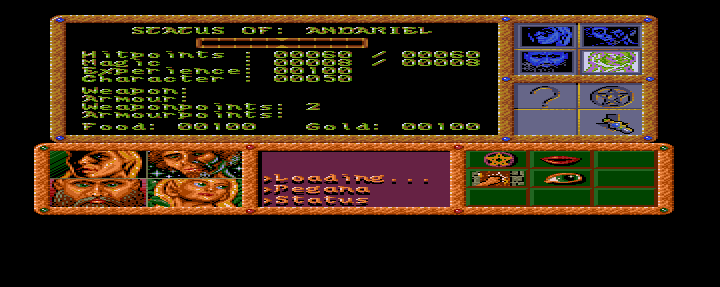 STATUS OF: ANDARIEL
Hitpoints : 00060 / 00060
Magic : 00008 / 00008
Experience: 00100
Character : 00050
Weapon:
Armour:
Weaponpoints: 2
Armourpoints:
Food: 00100 Gold: 00100
>Loading...
>Pegana
>Status